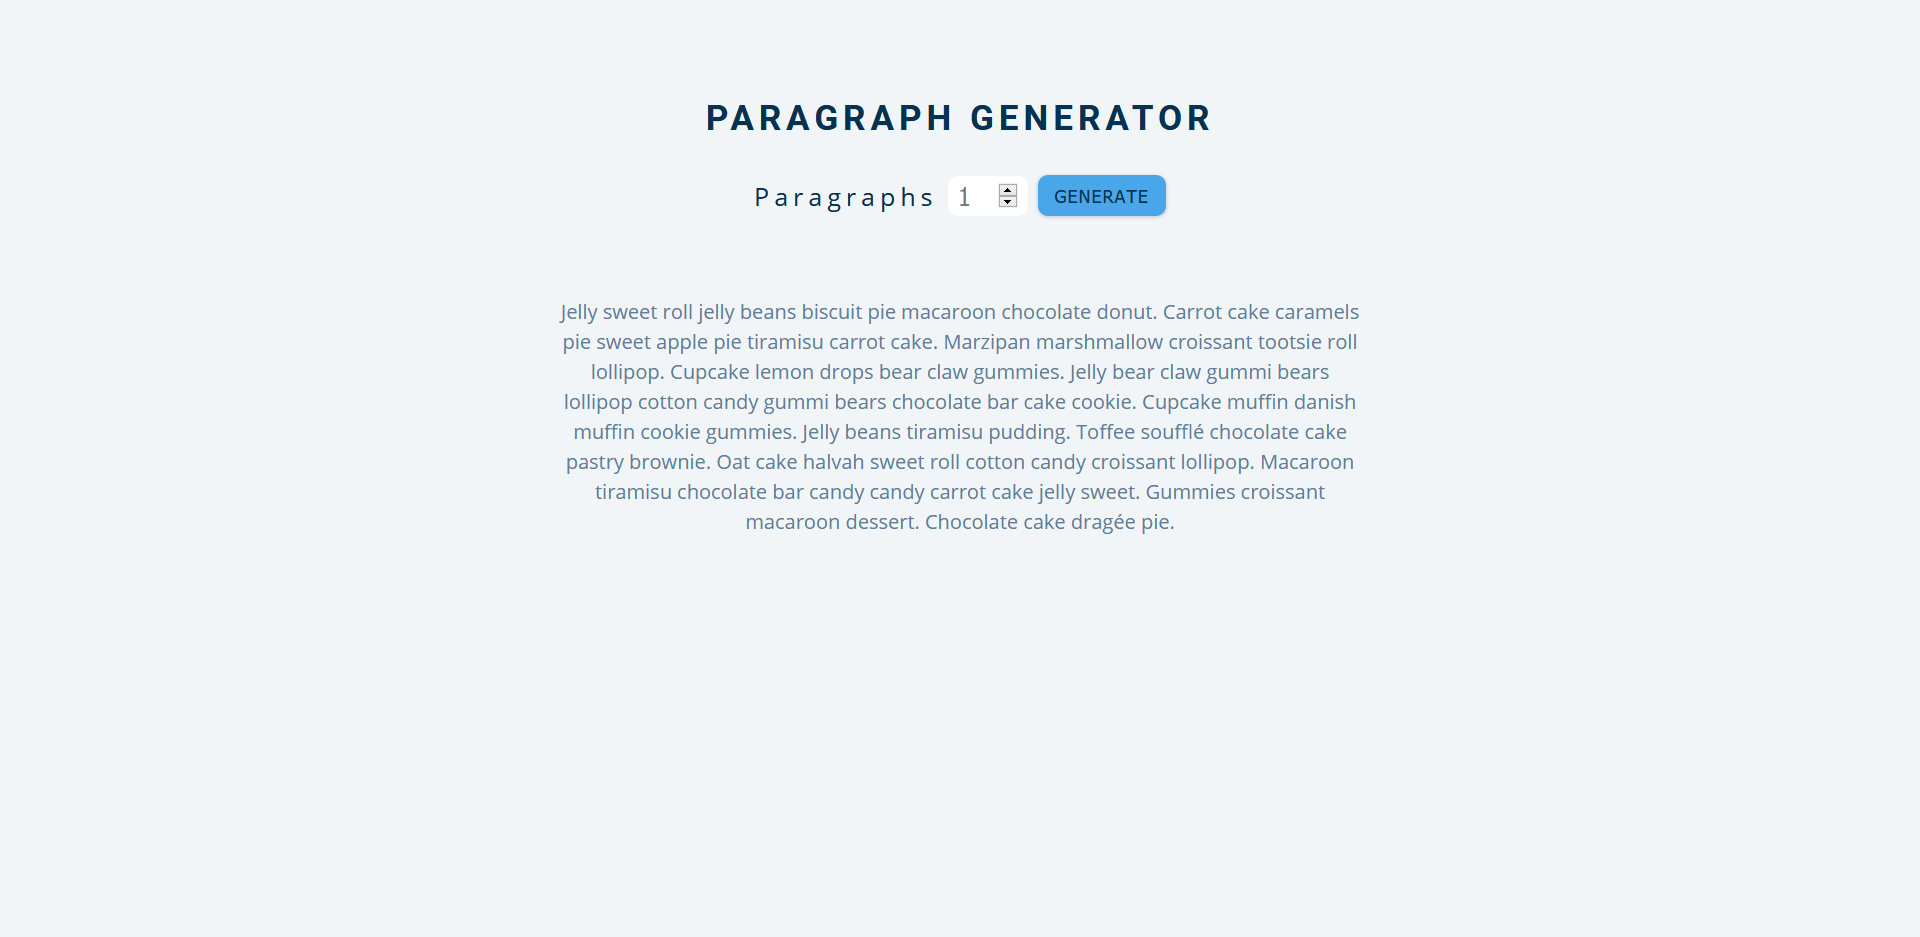 PARAGRAPH GENERATOR
Paragraphs 1 GENERATE
Jelly sweet roll jelly beans biscuit pie macaroon chocolate donut. Carrot cake caramels
pie sweet apple pie tiramisu carrot cake. Marzipan marshmallow croissant tootsie roll
lollipop. Cupcake lemon drops bear claw gummies. Jelly bear claw gummi bears
lollipop cotton candy gummi bears chocolate bar cake cookie. Cupcake muffin danish
muffin cookie gummies. Jelly beans tiramisu pudding. Toffee soufflé chocolate cake
pastry brownie. Oat cake halvah sweet roll cotton candy croissant lollipop. Macaroon
tiramisu chocolate bar candy candy carrot cake jelly sweet. Gummies croissant
macaroon dessert. Chocolate cake dragée pie.